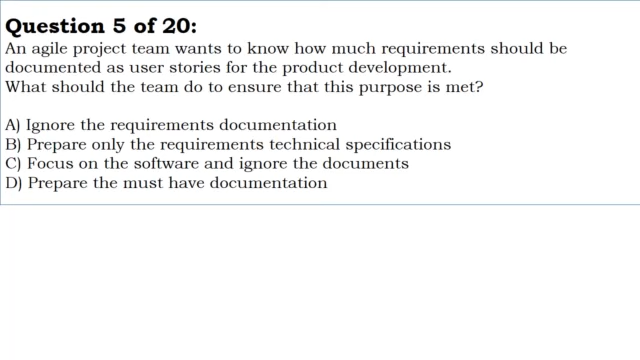 Question 5 of 20:
An agile project team wants to know how much requirements should be
documented as user stories for the product development.
What should the team do to ensure that this purpose is met?
A) Ignore the requirements documentation
B) Prepare only the requirements technical specifications
C) Focus on the software and ignore the documents
D) Prepare the must have documentation